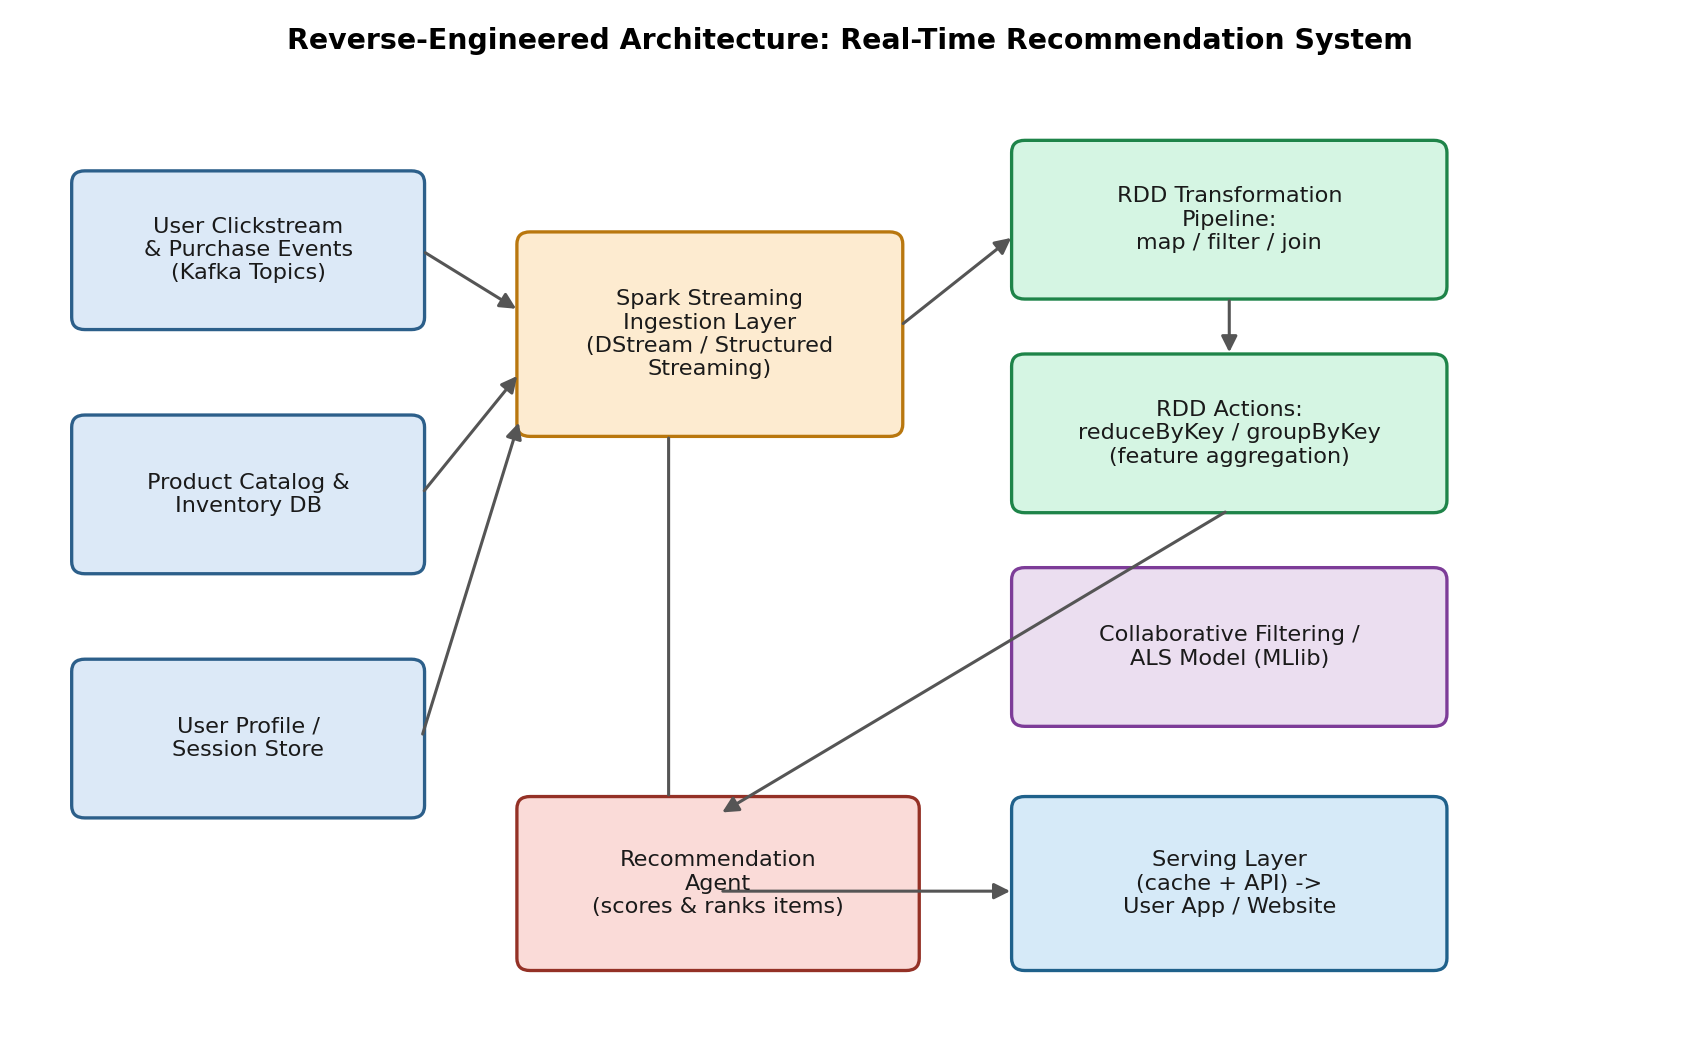 Reverse-Engineered Architecture: Real-Time Recommendation System
User Clickstream
& Purchase Events
(Kafka Topics)
Product Catalog &
Inventory DB
User Profile /
Session Store
Spark Streaming
Ingestion Layer
(DStream / Structured
Streaming)
RDD Transformation
Pipeline:
map / filter / join
RDD Actions:
reduceByKey / groupByKey
(feature aggregation)
Collaborative Filtering /
ALS Model (MLlib)
Recommendation
Agent
(scores & ranks items)
Serving Layer
(cache + API) ->
User App / Website